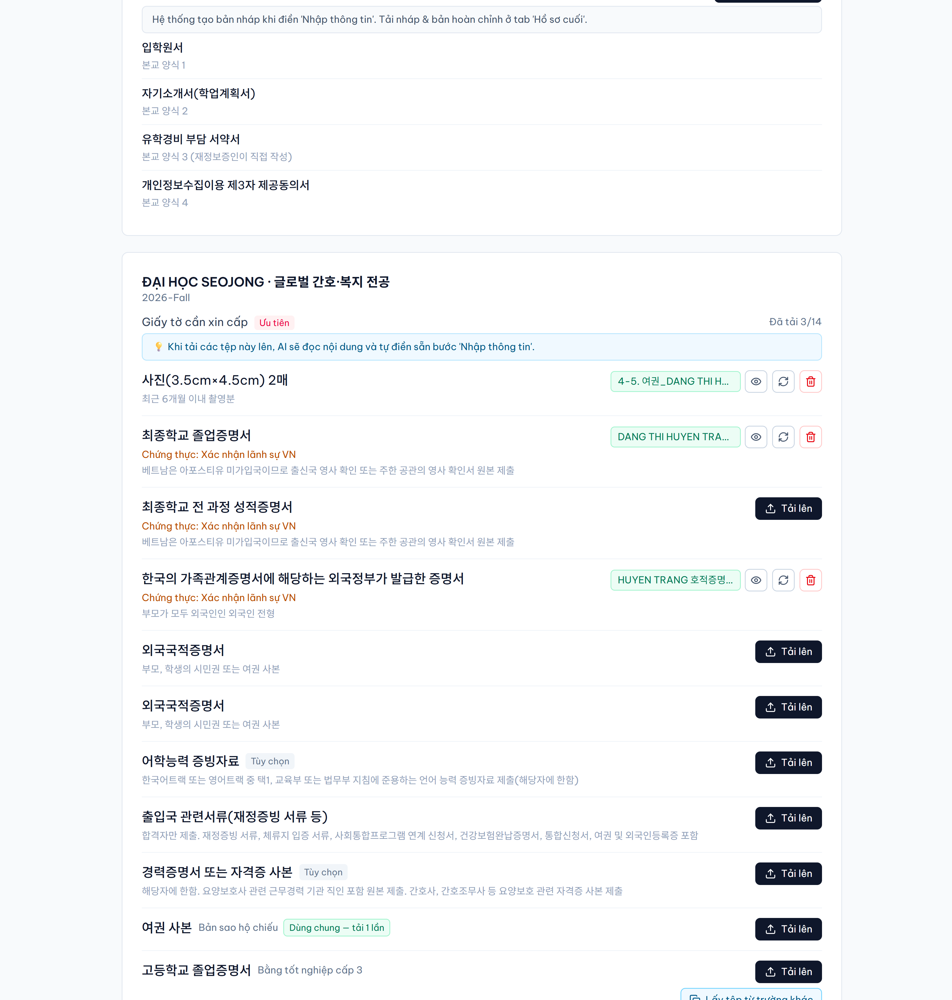 Hệ thống tạo bản nháp khi điền 'Nhập thông tin'. Tải nháp & bản hoàn chỉnh ở tab 'Hồ sơ cuối'.
입학원서
본교 양식 1
자기소개서(학업계획서)
본교 양식 2
유학경비 부담 서약서
본교 양식 3 (재정보증인이 직접 작성)
개인정보수집이용 제3자 제공동의서
본교 양식 4
ĐẠI HỌC SEOJONG · 글로벌 간호·복지 전공
2026-Fall
Giấy tờ cần xin cấp Ưu tiên Đã tải 3/14
💡 Khi tải các tệp này lên, AI sẽ đọc nội dung và tự điền sẵn bước 'Nhập thông tin'.
사진(3.5cm×4.5cm) 2매 4-5. 여권_DANG THI H...
최근 6개월 이내 촬영분
최종학교 졸업증명서 DANG THI HUYEN TRA...
Chứng thực: Xác nhận lãnh sự VN
베트남은 아포스티유 미가입국이므로 출신국 영사 확인 또는 주한 공관의 영사 확인서 원본 제출
최종학교 전 과정 성적증명서 Tải lên
Chứng thực: Xác nhận lãnh sự VN
베트남은 아포스티유 미가입국이므로 출신국 영사 확인 또는 주한 공관의 영사 확인서 원본 제출
한국의 가족관계증명서에 해당하는 외국정부가 발급한 증명서 HUYEN TRANG 호적증명...
Chứng thực: Xác nhận lãnh sự VN
부모가 모두 외국인인 외국인 전형
외국국적증명서 Tải lên
부모, 학생의 시민권 또는 여권 사본
외국국적증명서 Tải lên
부모, 학생의 시민권 또는 여권 사본
어학능력 증빙자료 Tùy chọn Tải lên
한국어트랙 또는 영어트랙 중 택1, 교육부 또는 법무부 지침에 준용하는 언어 능력 증빙자료 제출(해당자에 한함)
출입국 관련서류(재정증빙 서류 등) Tải lên
합격자만 제출. 재정증빙 서류, 체류지 입증 서류, 사회통합프로그램 연계 신청서, 건강보험완납증명서, 통합신청서, 여권 및 외국인등록증 포함
경력증명서 또는 자격증 사본 Tùy chọn Tải lên
해당자에 한함. 요양보호사 관련 근무경력 기관 직인 포함 원본 제출. 간호사, 간호조무사 등 요양보호 관련 자격증 사본 제출
여권 사본 Bản sao hộ chiếu Dùng chung — tải 1 lần Tải lên
고등학교 졸업증명서 Bằng tốt nghiệp cấp 3 Tải lên
Lấy tệp từ trường khác